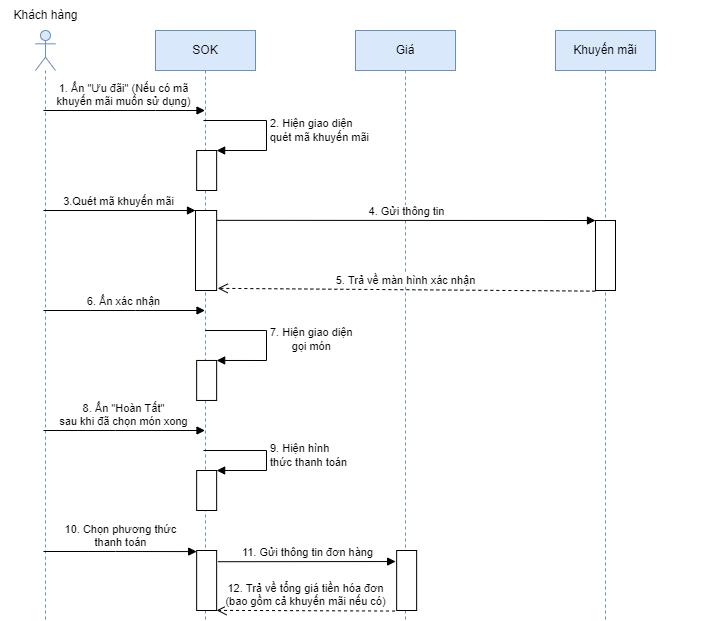 Khách hàng
SOK
Giá
Khuyến mãi
1. Ấn "Ưu đãi" (Nếu có mã
khuyến mãi muốn sử dụng)
2. Hiện giao diện
quét mã khuyến mãi
3.Quét mã khuyến mãi
4. Gửi thông tin
5. Trả về màn hình xác nhận
6. Ấn xác nhận
7. Hiện giao diện
gọi món
8. Ấn "Hoàn Tất"
sau khi đã chọn món xong
9. Hiện hình
thức thanh toán
10. Chọn phương thức
thanh toán
11. Gửi thông tin đơn hàng
12. Trả về tổng giá tiền hóa đơn
(bao gồm cả khuyến mãi nếu có)